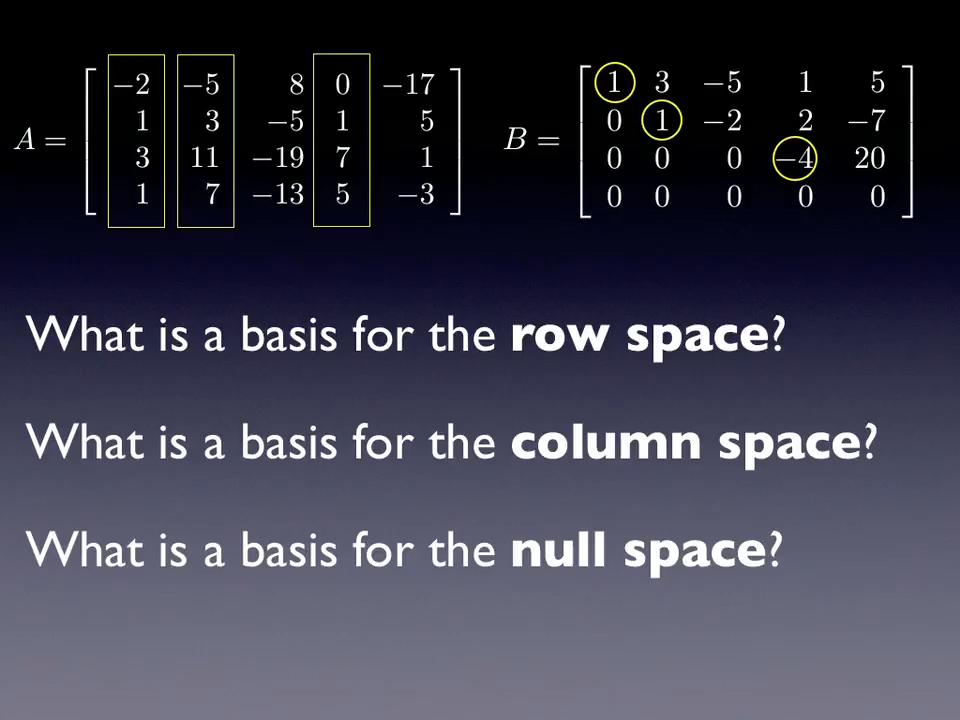 A = [ −2 −5 8 0 −17
1 3 −5 1 5
3 11 −19 7 1
1 7 −13 5 −3 ]
B = [ 1 3 −5 1 5
0 1 −2 2 −7
0 0 0 −4 20
0 0 0 0 0 ]
What is a basis for the row space?
What is a basis for the column space?
What is a basis for the null space?